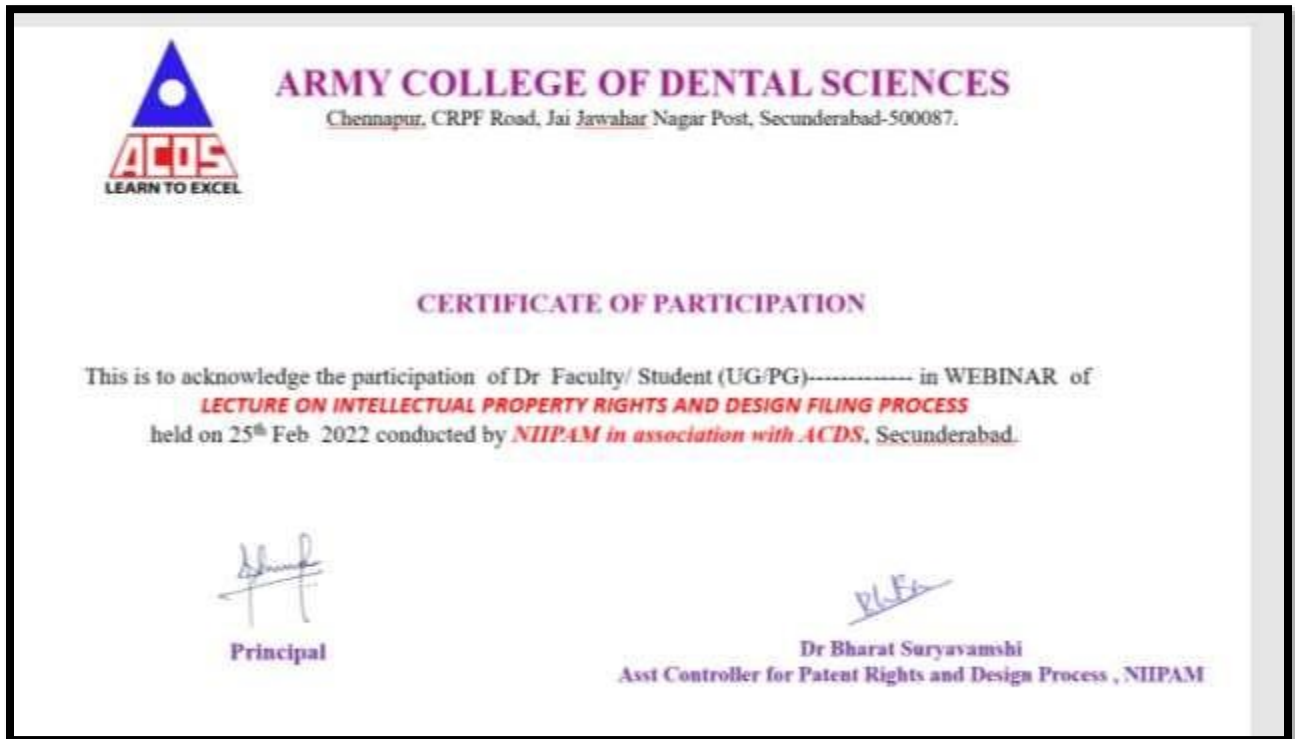 ARMY COLLEGE OF DENTAL SCIENCES
Chennapur, CRPF Road, Jai Jawahar Nagar Post, Secunderabad-500087.
ACDS
LEARN TO EXCEL
CERTIFICATE OF PARTICIPATION
This is to acknowledge the participation of Dr Faculty/ Student (UG/PG)------------- in WEBINAR of
LECTURE ON INTELLECTUAL PROPERTY RIGHTS AND DESIGN FILING PROCESS
held on 25th Feb 2022 conducted by NIIPAM in association with ACDS, Secunderabad.
Principal
Dr Bharat Suryavamshi
Asst Controller for Patent Rights and Design Process , NIIPAM